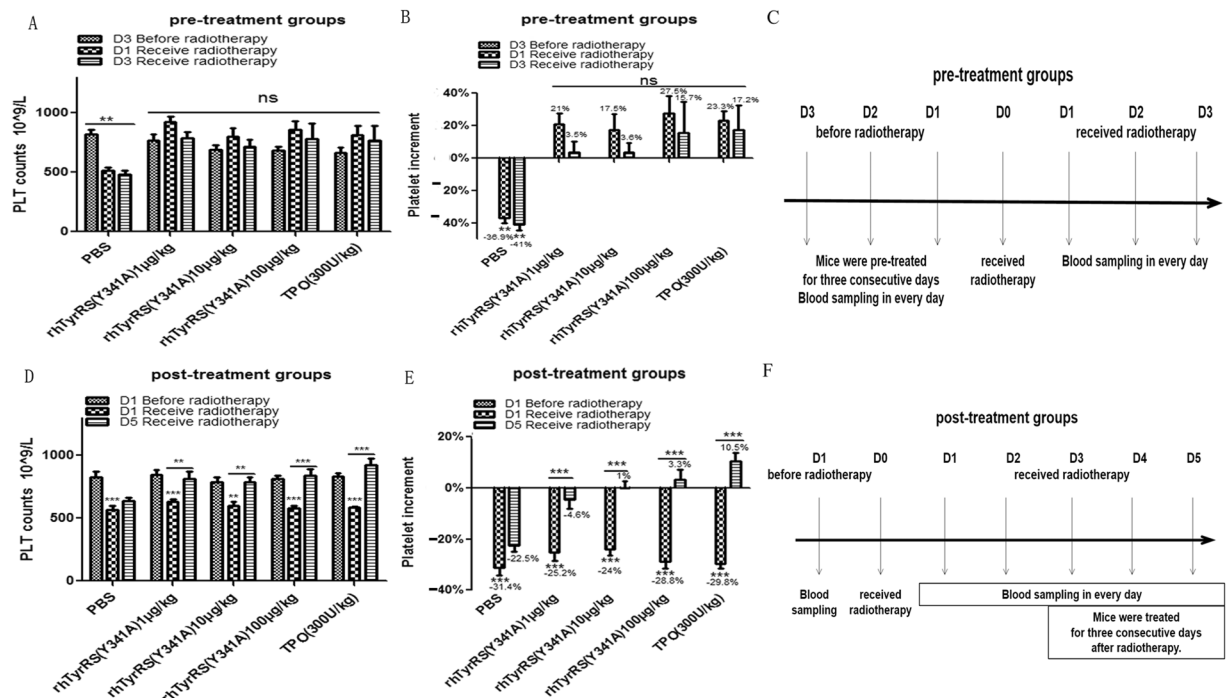 A
pre-treatment groups
D3 Before radiotherapy
D1 Receive radiotherapy
D3 Receive radiotherapy
PLT counts 10^9/L
1000
500
0
**
ns
PBS
rhTyrRS(Y341A)1μg/kg
rhTyrRS(Y341A)10μg/kg
rhTyrRS(Y341A)100μg/kg
TPO(300U/kg)
B
pre-treatment groups
D3 Before radiotherapy
D1 Receive radiotherapy
D3 Receive radiotherapy
Platelet increment
40%
20%
0%
20%
40%
ns
21%
3.5%
17.5%
3.6%
27.5%
15.7%
23.3%
17.2%
**
-36.9%
**
-41%
PBS
rhTyrRS(Y341A)1μg/kg
rhTyrRS(Y341A)10μg/kg
rhTyrRS(Y341A)100μg/kg
TPO(300U/kg)
C
pre-treatment groups
D3 D2 D1 D0 D1 D2 D3
before radiotherapy received radiotherapy
Mice were pre-treated
for three consecutive days
Blood sampling in every day
received
radiotherapy
Blood sampling in every day
D
post-treatment groups
D1 Before radiotherapy
D1 Receive radiotherapy
D5 Receive radiotherapy
PLT counts 10^9/L
1000
500
0
***
**
***
**
**
***
***
***
***
PBS
rhTyrRS(Y341A)1μg/kg
rhTyrRS(Y341A)10μg/kg
rhTyrRS(Y341A)100μg/kg
TPO(300U/kg)
E
post-treatment groups
D1 Before radiotherapy
D1 Receive radiotherapy
D5 Receive radiotherapy
Platelet increment
20%
0%
-20%
-40%
***
-31.4%
-22.5%
***
-4.6%
***
-25.2%
***
1%
***
-24%
***
3.3%
***
-28.8%
***
10.5%
***
-29.8%
PBS
rhTyrRS(Y341A)1μg/kg
rhTyrRS(Y341A)10μg/kg
rhTyrRS(Y341A)100μg/kg
TPO(300U/kg)
F
post-treatment groups
D1 D0 D1 D2 D3 D4 D5
before radiotherapy received radiotherapy
Blood
sampling
received
radiotherapy
Blood sampling in every day
Mice were treated
for three consecutive days
after radiotherapy.